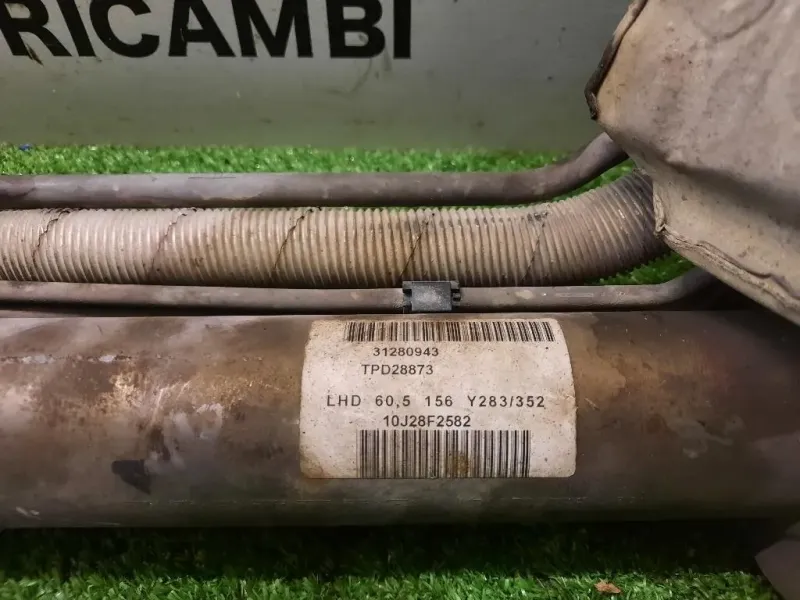 RICAMBI
31280943
TPD28873
LHD 60,5 156 Y283/352
10J28F2582